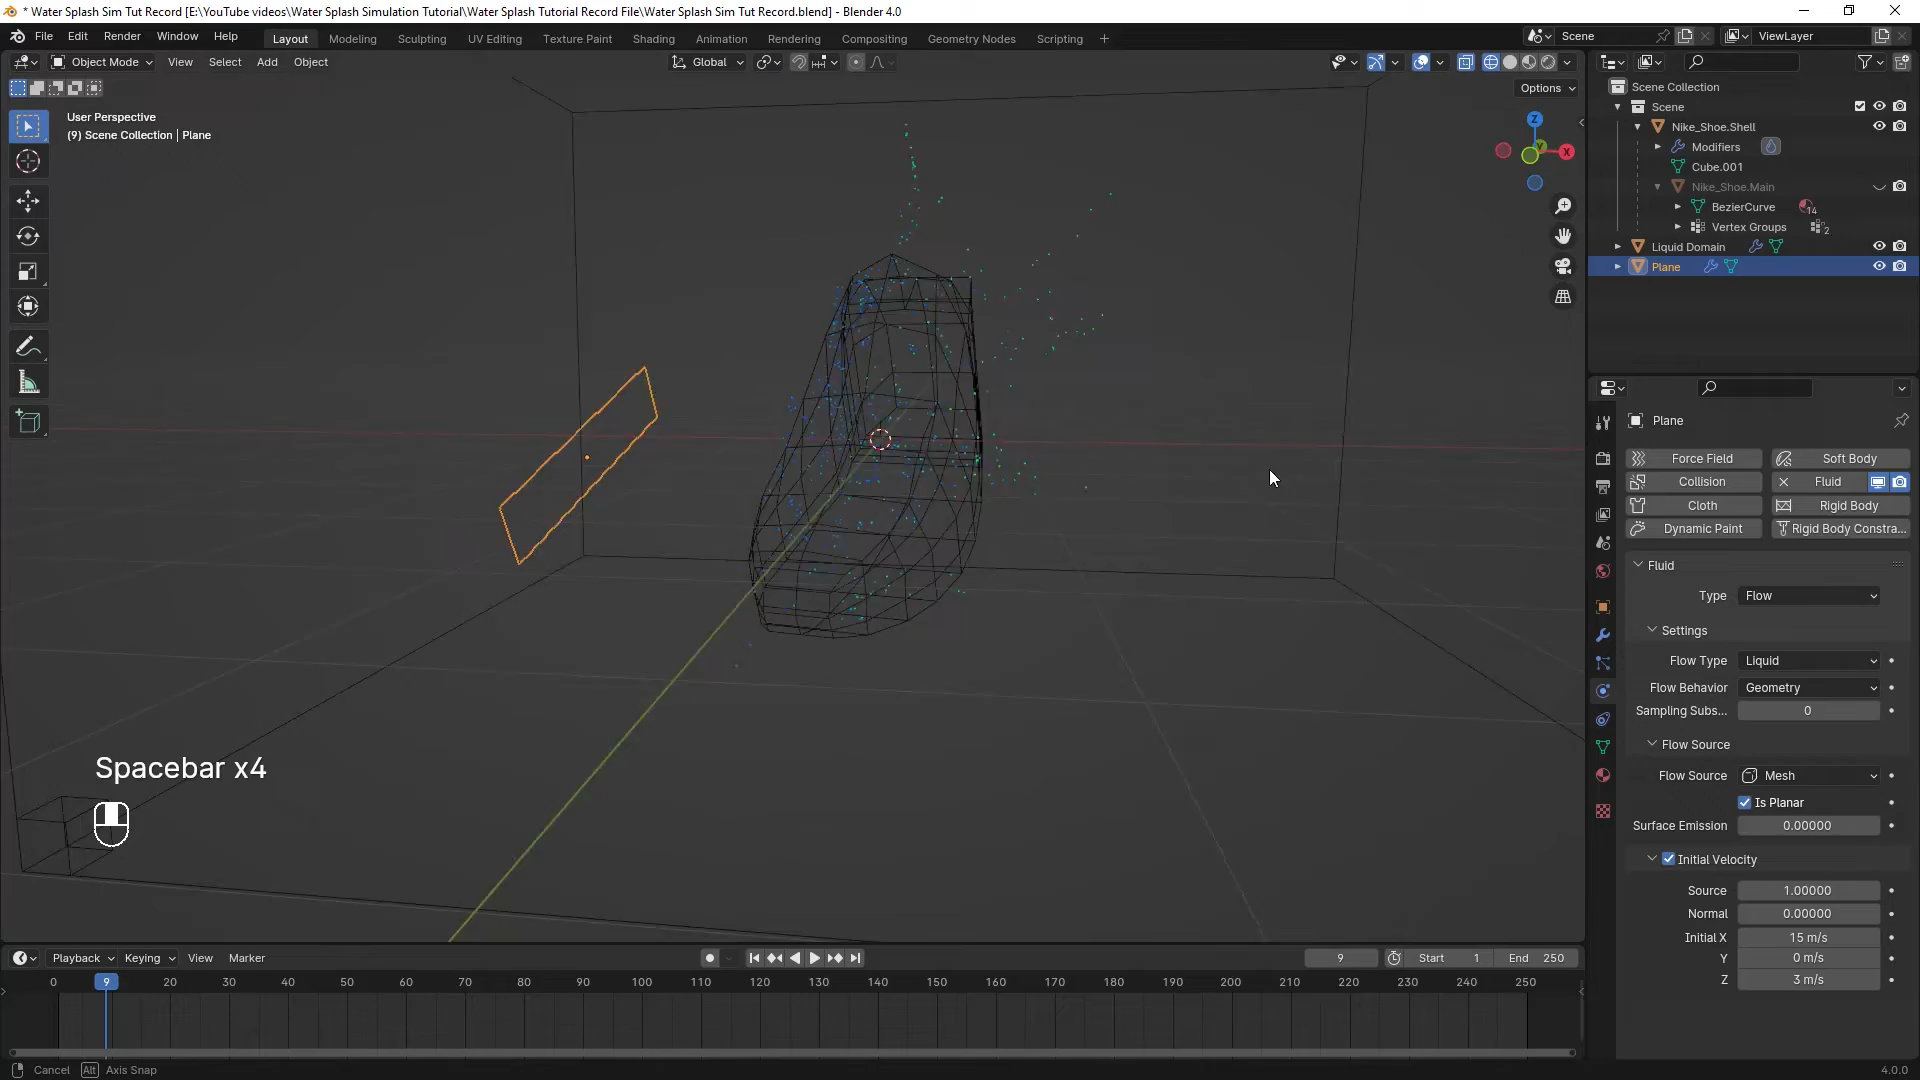 * Water Splash Sim Tut Record [E:\YouTube videos\Water Splash Simulation Tutorial\Water Splash Tutorial Record File\Water Splash Sim Tut Record.blend] - Blender 4.0
File Edit Render Window Help
Layout Modeling Sculpting UV Editing Texture Paint Shading Animation Rendering Compositing Geometry Nodes Scripting +
Scene
ViewLayer
Object Mode View Select Add Object
Global
Options
User Perspective
(9) Scene Collection | Plane
Z
X
Scene Collection
Scene
Nike_Shoe.Shell
Modifiers
Cube.001
Nike_Shoe.Main
BezierCurve 14
Vertex Groups 2
Liquid Domain
Plane
Plane
Force Field Soft Body
Collision Fluid
Cloth Rigid Body
Dynamic Paint Rigid Body Constra...
Fluid
Type Flow
Settings
Flow Type Liquid
Flow Behavior Geometry
Sampling Subs... 0
Flow Source
Flow Source Mesh
Is Planar
Surface Emission 0.00000
Initial Velocity
Source 1.00000
Normal 0.00000
Initial X 15 m/s
Y 0 m/s
Z 3 m/s
Spacebar x4
Playback Keying View Marker
9 Start 1 End 250
0 9 20 30 40 50 60 70 80 90 100 110 120 130 140 150 160 170 180 190 200 210 220 230 240 250
Cancel Alt Axis Snap
4.0.0